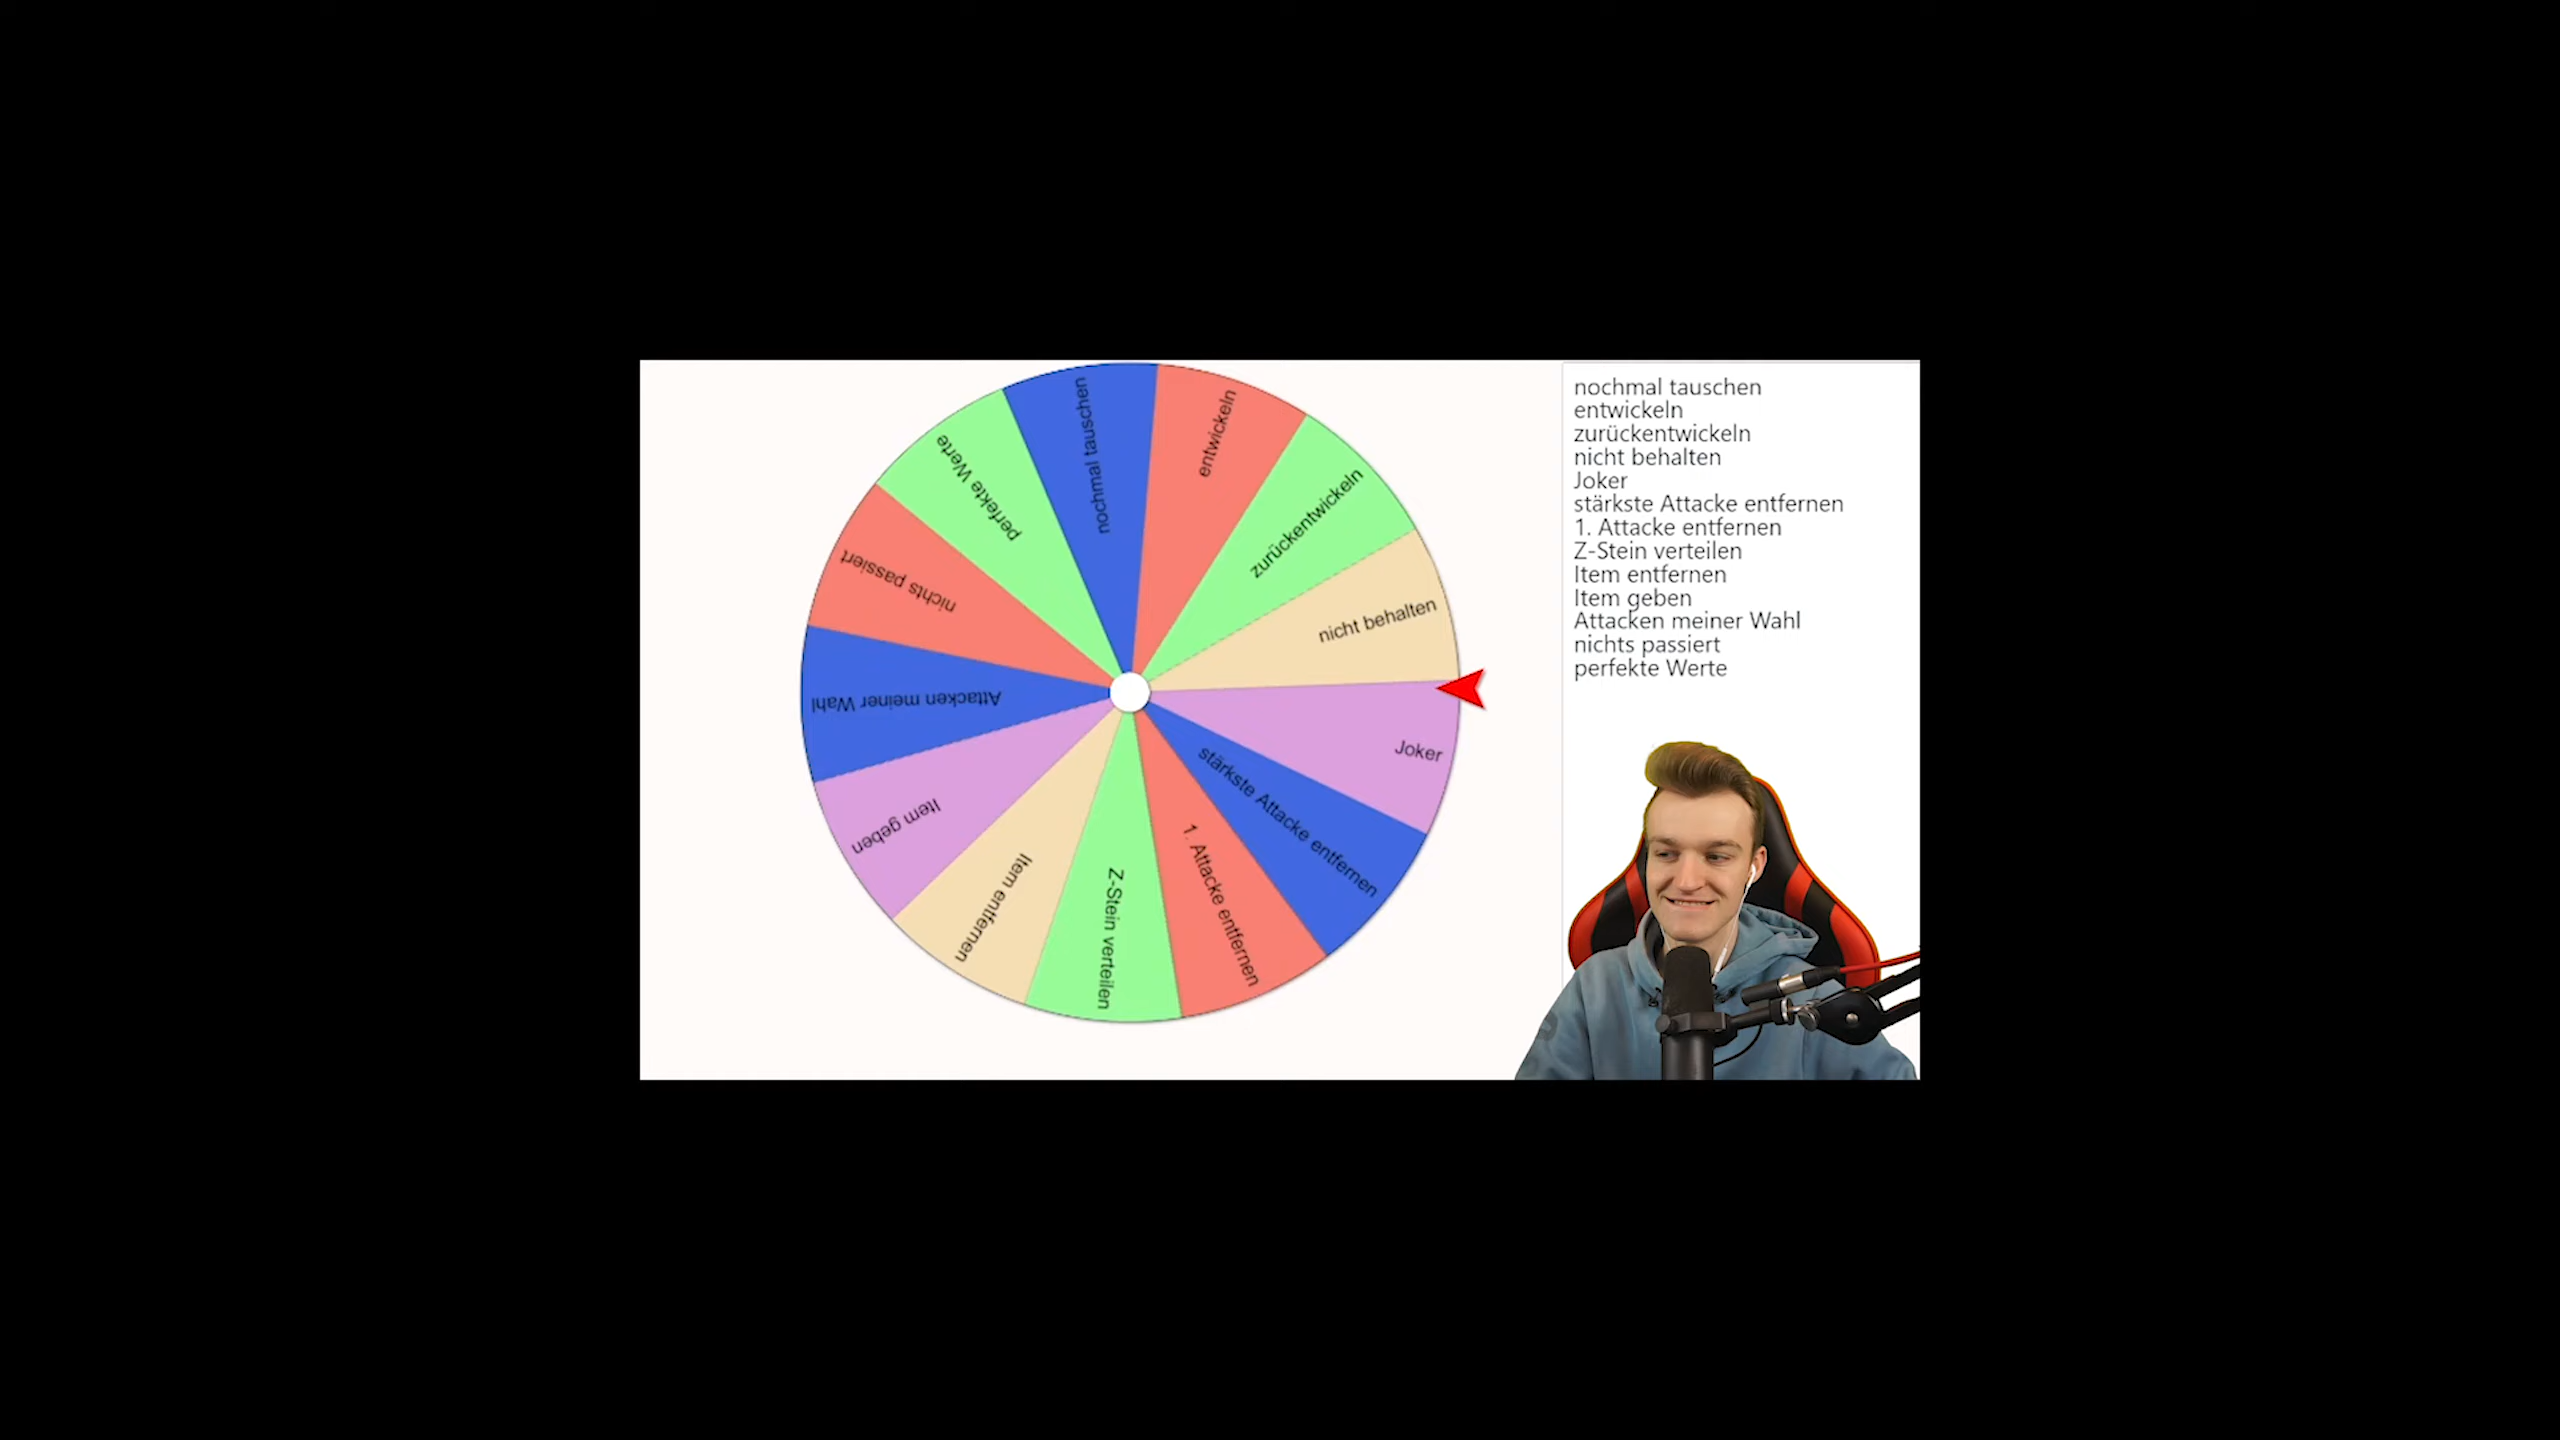 nochmal tauschen
entwickeln
zurückentwickeln
nicht behalten
Joker
stärkste Attacke entfernen
1. Attacke entfernen
Z-Stein verteilen
Item entfernen
Item geben
Attacken meiner Wahl
nichts passiert
perfekte Werte
nochmal tauschen
entwickeln
zurückentwickeln
nicht behalten
Joker
stärkste Attacke entfernen
1. Attacke entfernen
Z-Stein verteilen
Item entfernen
Item geben
Attacken meiner Wahl
nichts passiert
perfekte Werte